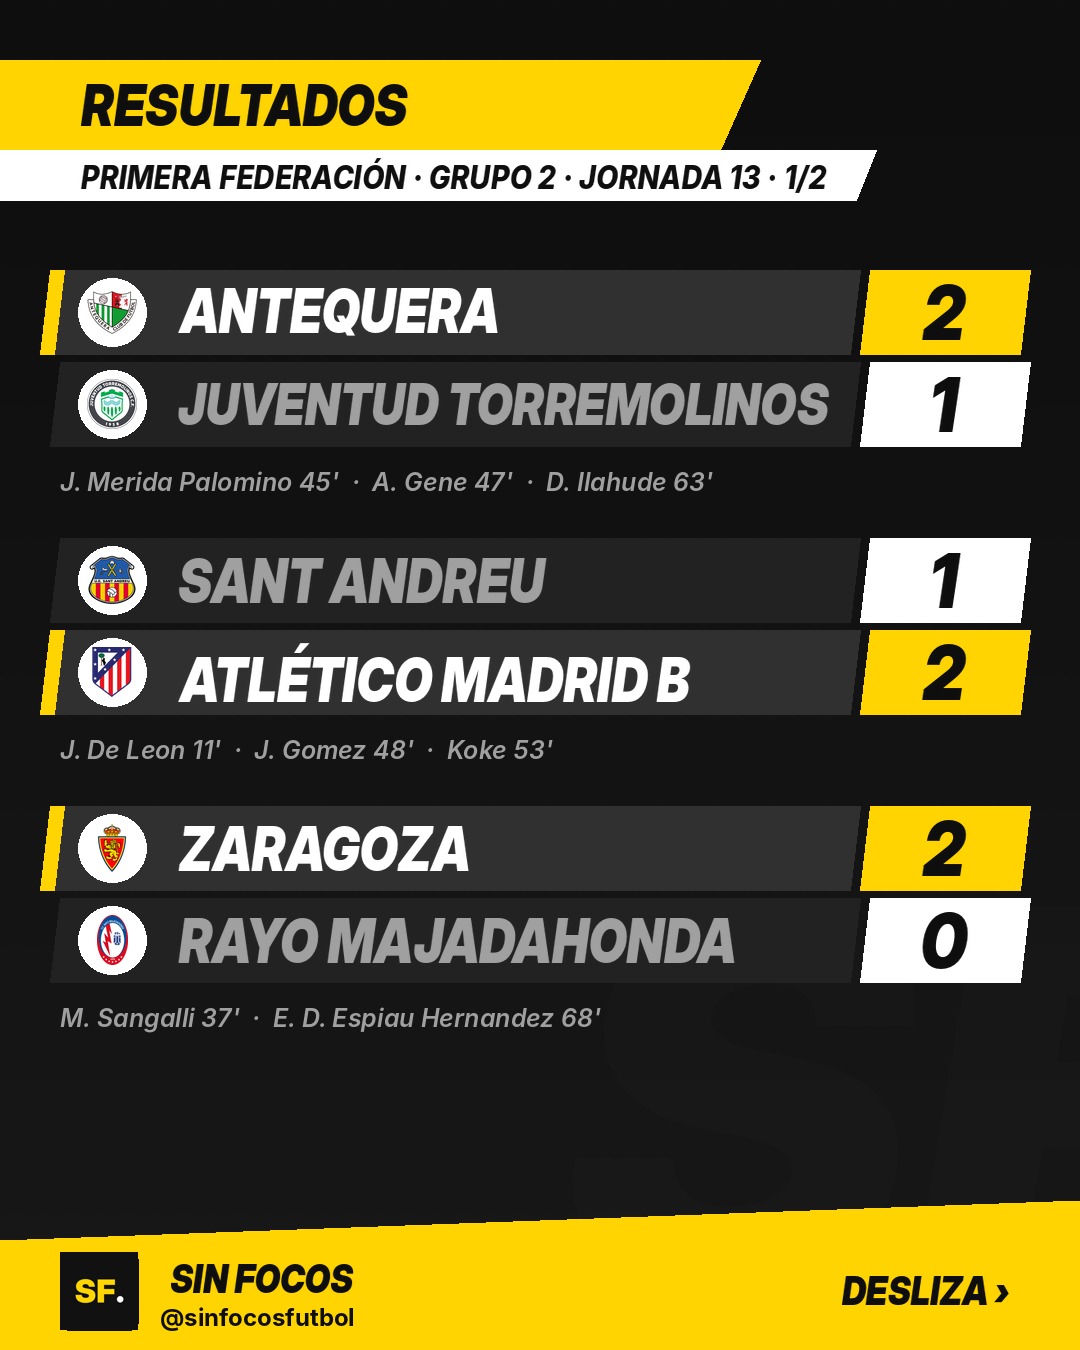 RESULTADOS
PRIMERA FEDERACIÓN · GRUPO 2 · JORNADA 13 · 1/2
ANTEQUERA 2
JUVENTUD TORREMOLINOS 1
J. Merida Palomino 45' · A. Gene 47' · D. Ilahude 63'
SANT ANDREU 1
ATLÉTICO MADRID B 2
J. De Leon 11' · J. Gomez 48' · Koke 53'
ZARAGOZA 2
RAYO MAJADAHONDA 0
M. Sangalli 37' · E. D. Espiau Hernandez 68'
SF.
SIN FOCOS
@sinfocosfutbol
DESLIZA ›